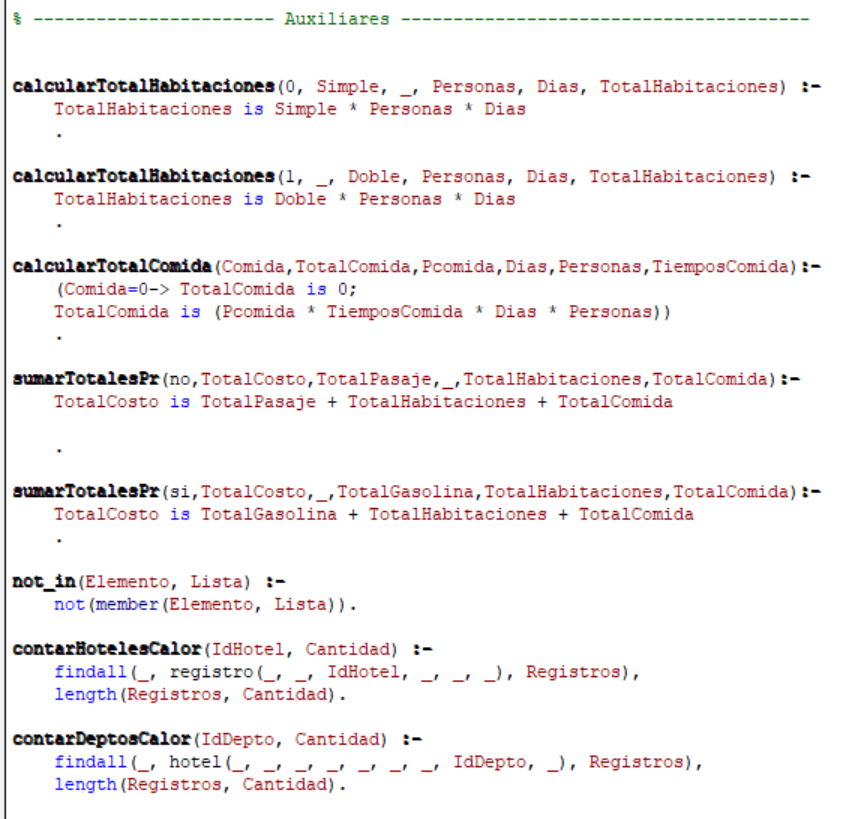 % ----------------------- Auxiliares ---------------------------------------
calcularTotalHabitaciones(0, Simple, _, Personas, Dias, TotalHabitaciones) :-
    TotalHabitaciones is Simple * Personas * Dias
    .
calcularTotalHabitaciones(1, _, Doble, Personas, Dias, TotalHabitaciones) :-
    TotalHabitaciones is Doble * Personas * Dias
    .
calcularTotalComida(Comida,TotalComida,Pcomida,Dias,Personas,TiemposComida):-
    (Comida=0-> TotalComida is 0;
    TotalComida is (Pcomida * TiemposComida * Dias * Personas))
    .
sumarTotalesPr(no,TotalCosto,TotalPasaje,_,TotalHabitaciones,TotalComida):-
    TotalCosto is TotalPasaje + TotalHabitaciones + TotalComida
    .
sumarTotalesPr(si,TotalCosto,_,TotalGasolina,TotalHabitaciones,TotalComida):-
    TotalCosto is TotalGasolina + TotalHabitaciones + TotalComida
    .
not_in(Elemento, Lista) :-
    not(member(Elemento, Lista)).
contarHotelesCalor(IdHotel, Cantidad) :-
    findall(_, registro(_, _, IdHotel, _, _, _), Registros),
    length(Registros, Cantidad).
contarDeptosCalor(IdDepto, Cantidad) :-
    findall(_, hotel(_, _, _, _, _, _, _, IdDepto, _), Registros),
    length(Registros, Cantidad).